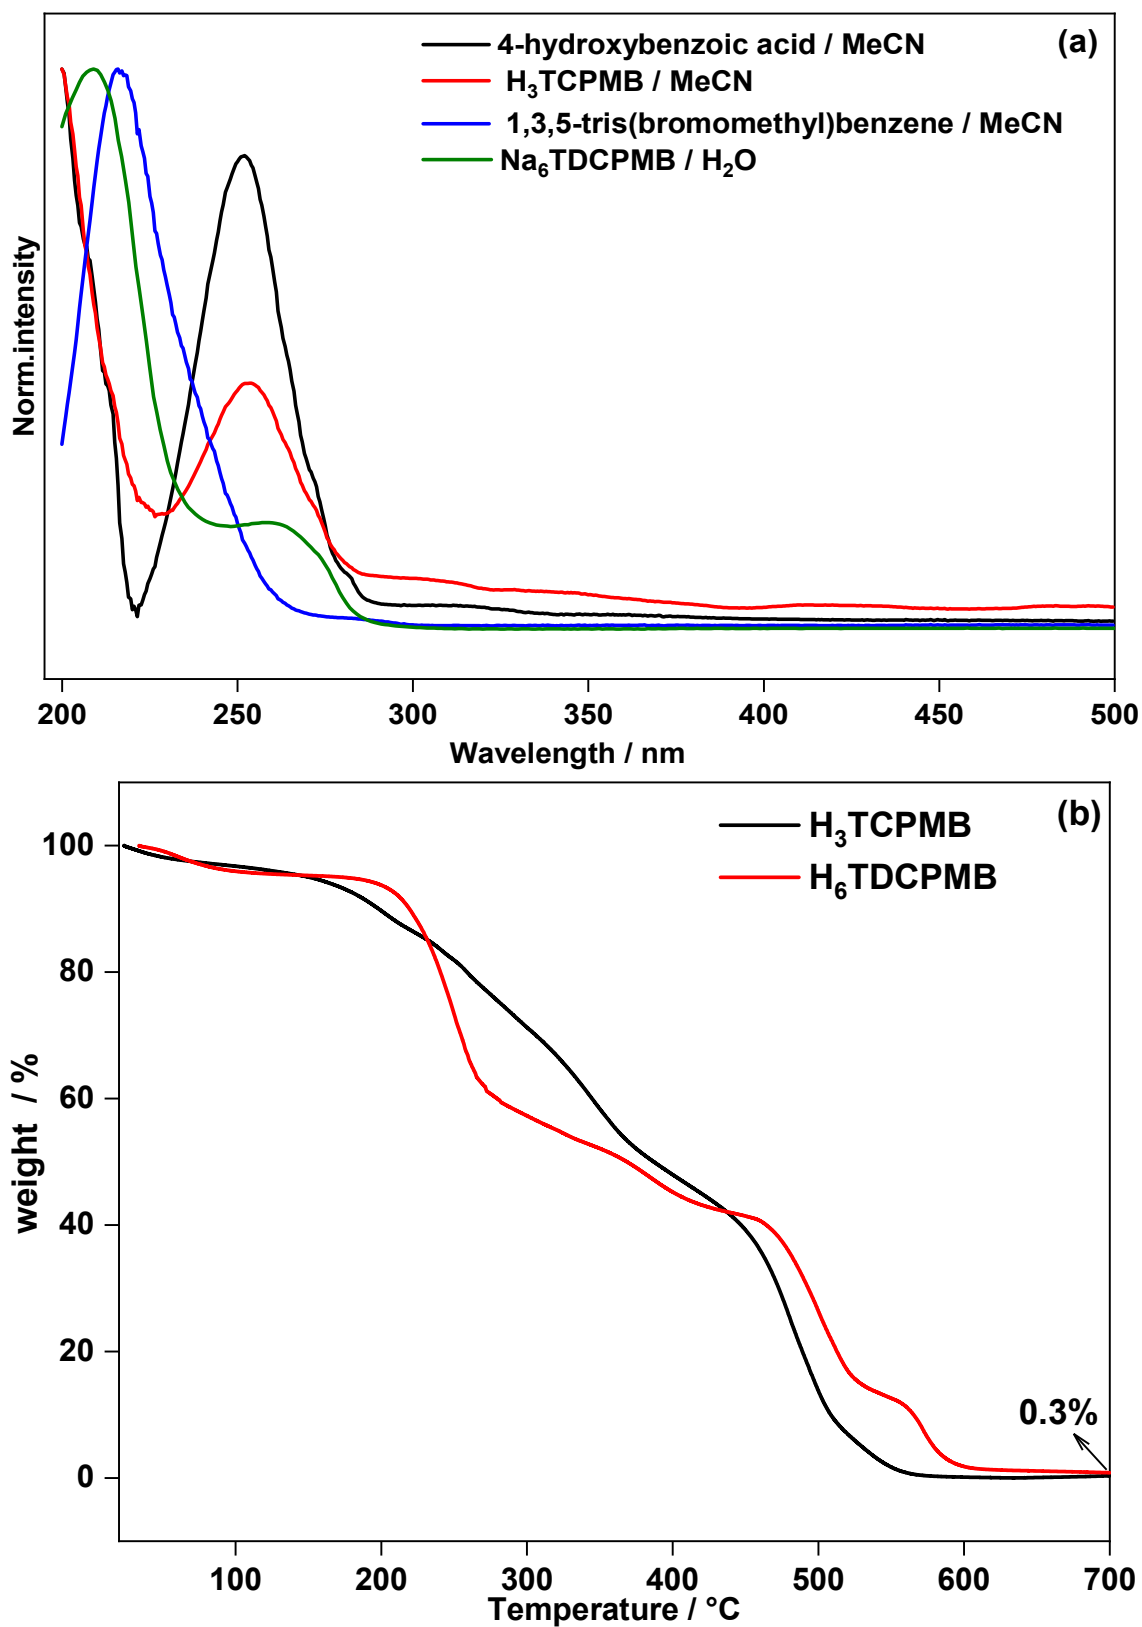 (a)
4-hydroxybenzoic acid / MeCN
H₃TCPMB / MeCN
1,3,5-tris(bromomethyl)benzene / MeCN
Na₆TDCPMB / H₂O
Norm.intensity
200 250 300 350 400 450 500
Wavelength / nm
(b)
H₃TCPMB
H₆TDCPMB
100
80
60
40
20
0
weight / %
0.3%
100 200 300 400 500 600 700
Temperature / °C